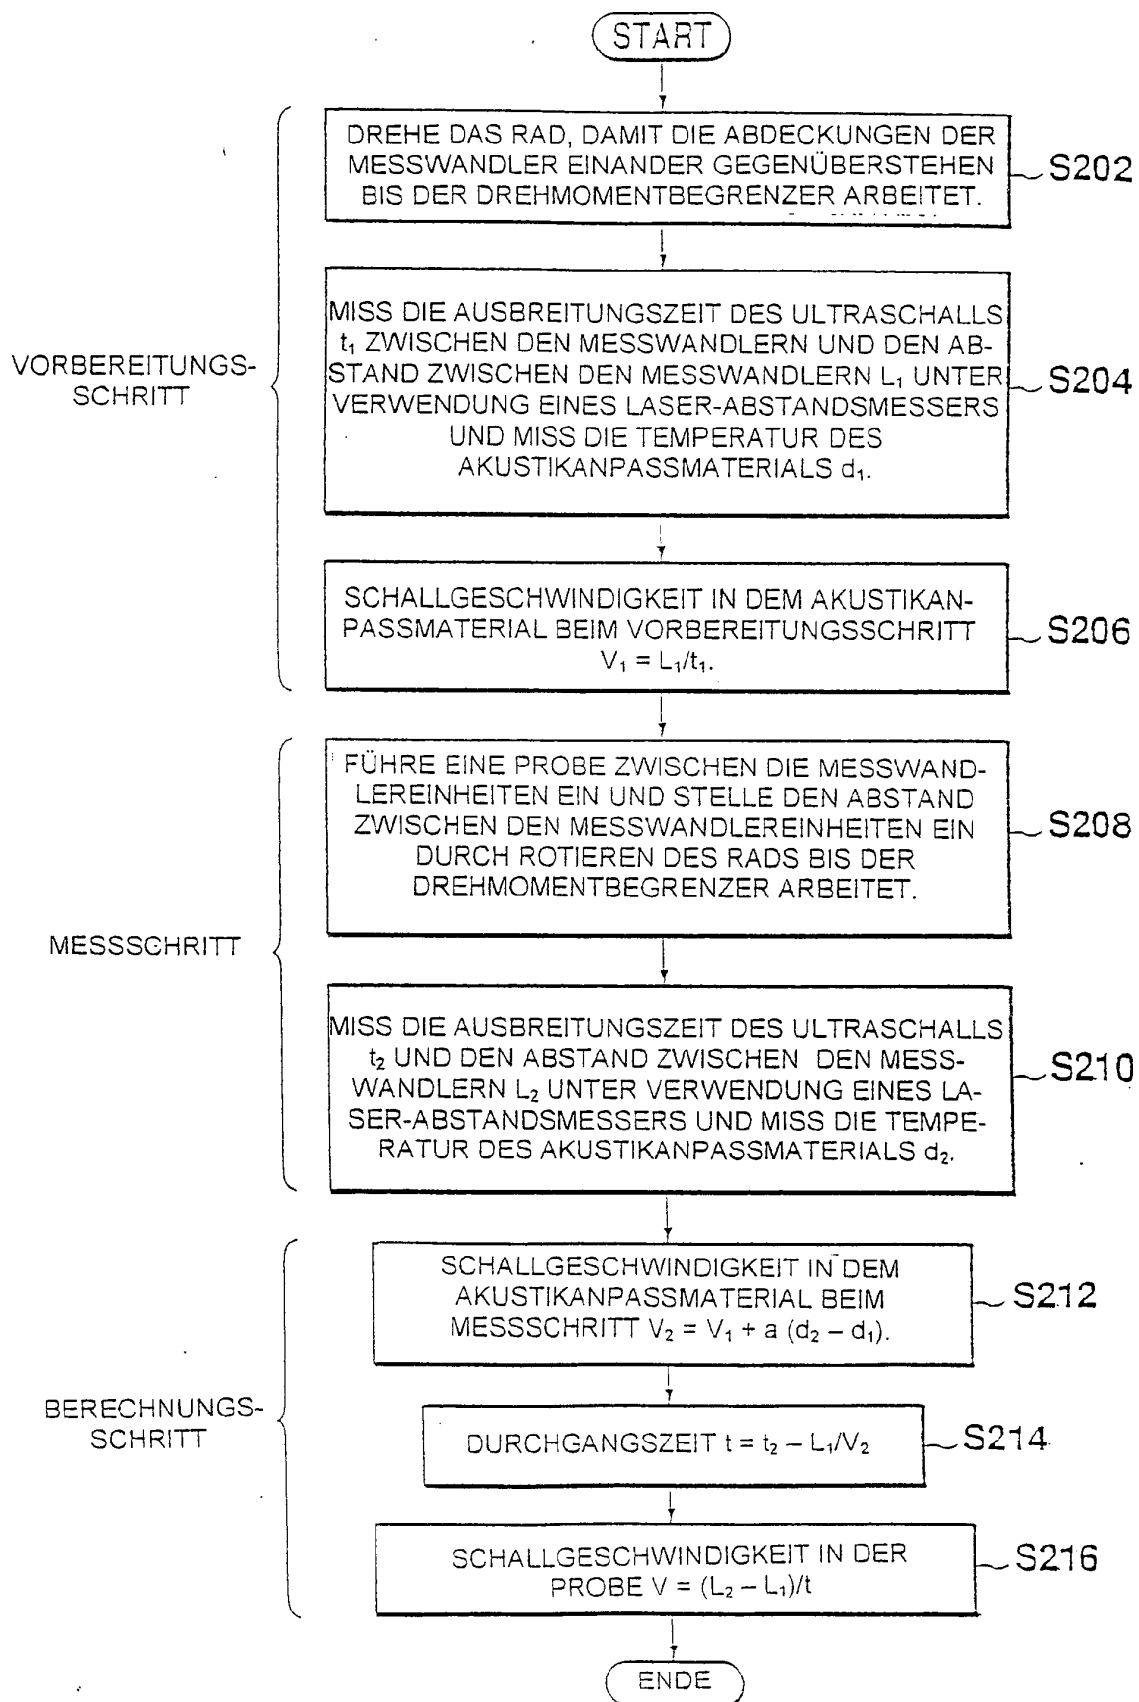 START
DREHE DAS RAD, DAMIT DIE ABDECKUNGEN DER
MESSWANDLER EINANDER GEGENÜBERSTEHEN
BIS DER DREHMOMENTBEGRENZER ARBEITET.
S202
MISS DIE AUSBREITUNGSZEIT DES ULTRASCHALLS
t₁ ZWISCHEN DEN MESSWANDLERN UND DEN AB-
STAND ZWISCHEN DEN MESSWANDLERN L₁ UNTER
VERWENDUNG EINES LASER-ABSTANDSMESSERS
UND MISS DIE TEMPERATUR DES
AKUSTIKANPASSMATERIALS d₁.
S204
VORBEREITUNGS-
SCHRITT
SCHALLGESCHWINDIGKEIT IN DEM AKUSTIKAN-
PASSMATERIAL BEIM VORBEREITUNGSSCHRITT
V₁ = L₁/t₁.
S206
FÜHRE EINE PROBE ZWISCHEN DIE MESSWAND-
LEREINHEITEN EIN UND STELLE DEN ABSTAND
ZWISCHEN DEN MESSWANDLEREINHEITEN EIN
DURCH ROTIEREN DES RADS BIS DER
DREHMOMENTBEGRENZER ARBEITET.
S208
MESSSCHRITT
MISS DIE AUSBREITUNGSZEIT DES ULTRASCHALLS
t₂ UND DEN ABSTAND ZWISCHEN DEN MESS-
WANDLERN L₂ UNTER VERWENDUNG EINES LA-
SER-ABSTANDSMESSERS UND MISS DIE TEMPE-
RATUR DES AKUSTIKANPASSMATERIALS d₂.
S210
SCHALLGESCHWINDIGKEIT IN DEM
AKUSTIKANPASSMATERIAL BEIM
MESSSCHRITT V₂ = V₁ + a (d₂ – d₁).
S212
BERECHNUNGS-
SCHRITT
DURCHGANGSZEIT t = t₂ – L₁/V₂
S214
SCHALLGESCHWINDIGKEIT IN DER
PROBE V = (L₂ – L₁)/t
S216
ENDE